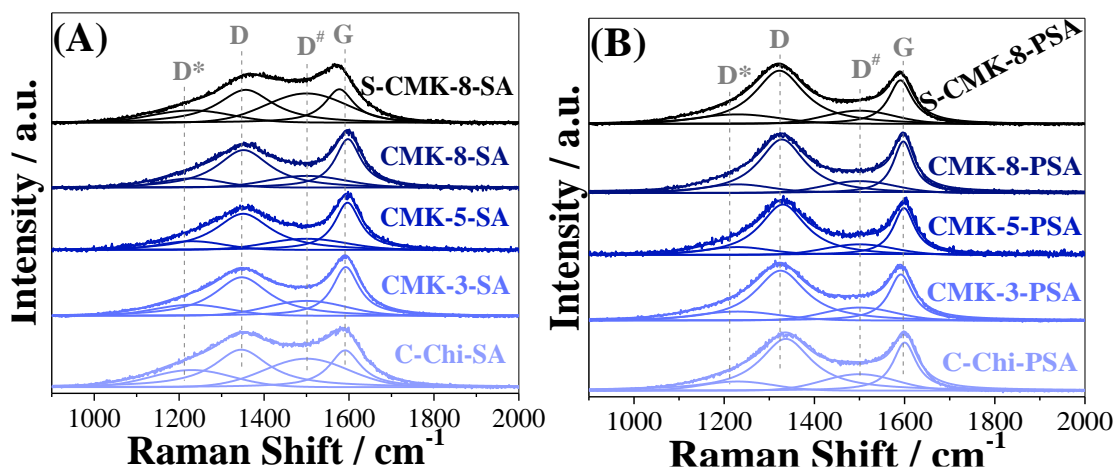 (A)
D*
D
D#
G
S-CMK-8-SA
CMK-8-SA
CMK-5-SA
CMK-3-SA
C-Chi-SA
Intensity / a.u.
1000 1200 1400 1600 1800 2000
Raman Shift / cm-1
(B)
D*
D
D#
G
S-CMK-8-PSA
CMK-8-PSA
CMK-5-PSA
CMK-3-PSA
C-Chi-PSA
Intensity / a.u.
1000 1200 1400 1600 1800 2000
Raman Shift / cm-1